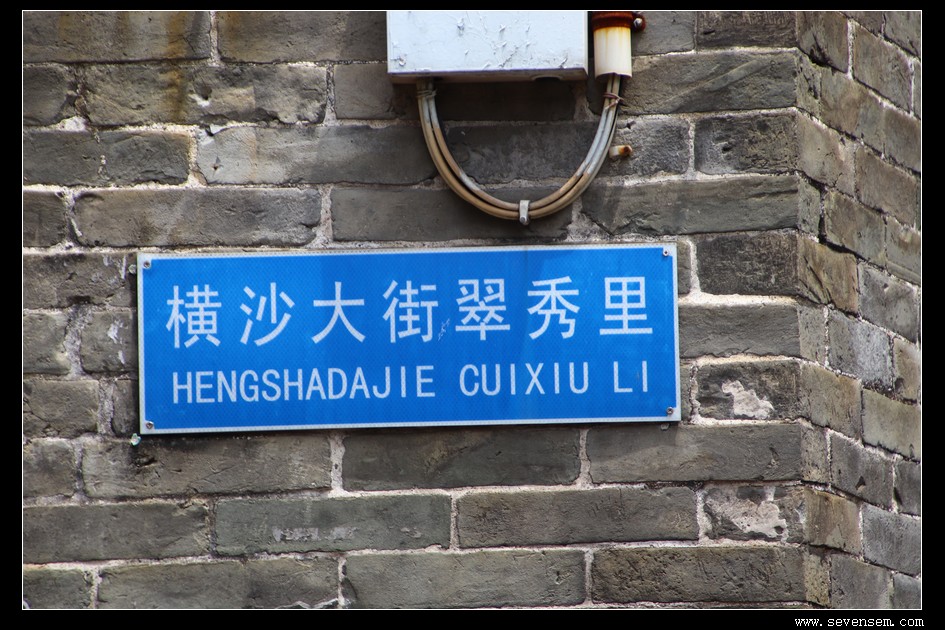 横沙大街翠秀里
HENGSHADAJIE CUIXIU LI
www.sevensem.com